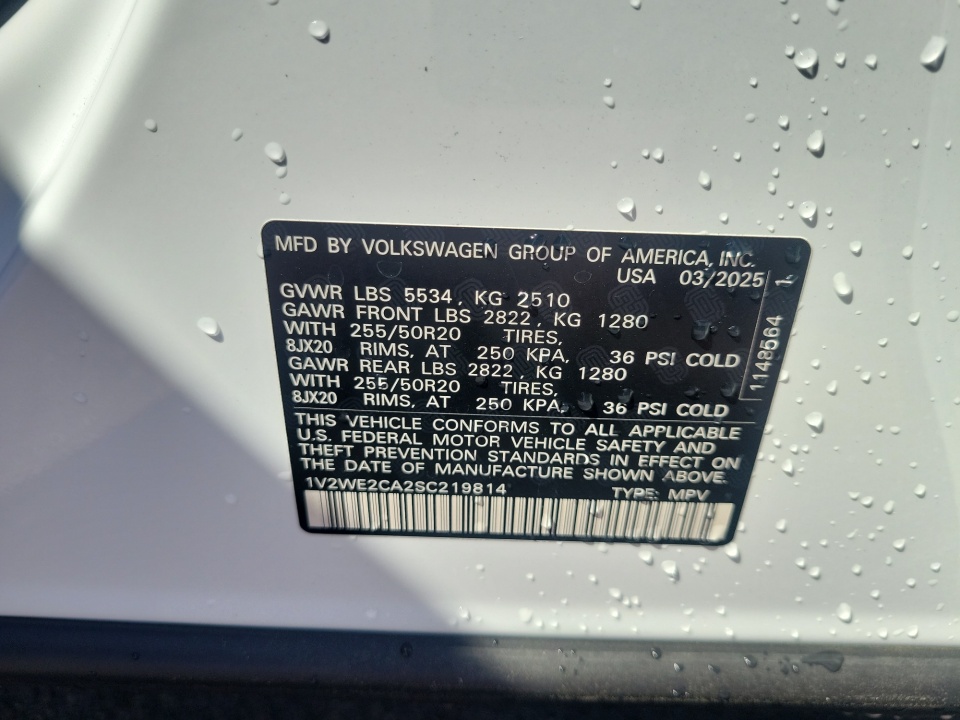 MFD BY VOLKSWAGEN GROUP OF AMERICA, INC.
USA 03/2025
GVWR LBS 5534, KG 2510
GAWR FRONT LBS 2822, KG 1280
WITH 255/50R20 TIRES,
8JX20 RIMS, AT 250 KPA, 36 PSI COLD
GAWR REAR LBS 2822, KG 1280
WITH 255/50R20 TIRES,
8JX20 RIMS, AT 250 KPA, 36 PSI COLD
THIS VEHICLE CONFORMS TO ALL APPLICABLE
U.S. FEDERAL MOTOR VEHICLE SAFETY AND
THEFT PREVENTION STANDARDS IN EFFECT ON
THE DATE OF MANUFACTURE SHOWN ABOVE.
1V2WE2CA2SC219814 TYPE: MPV
1148564 1